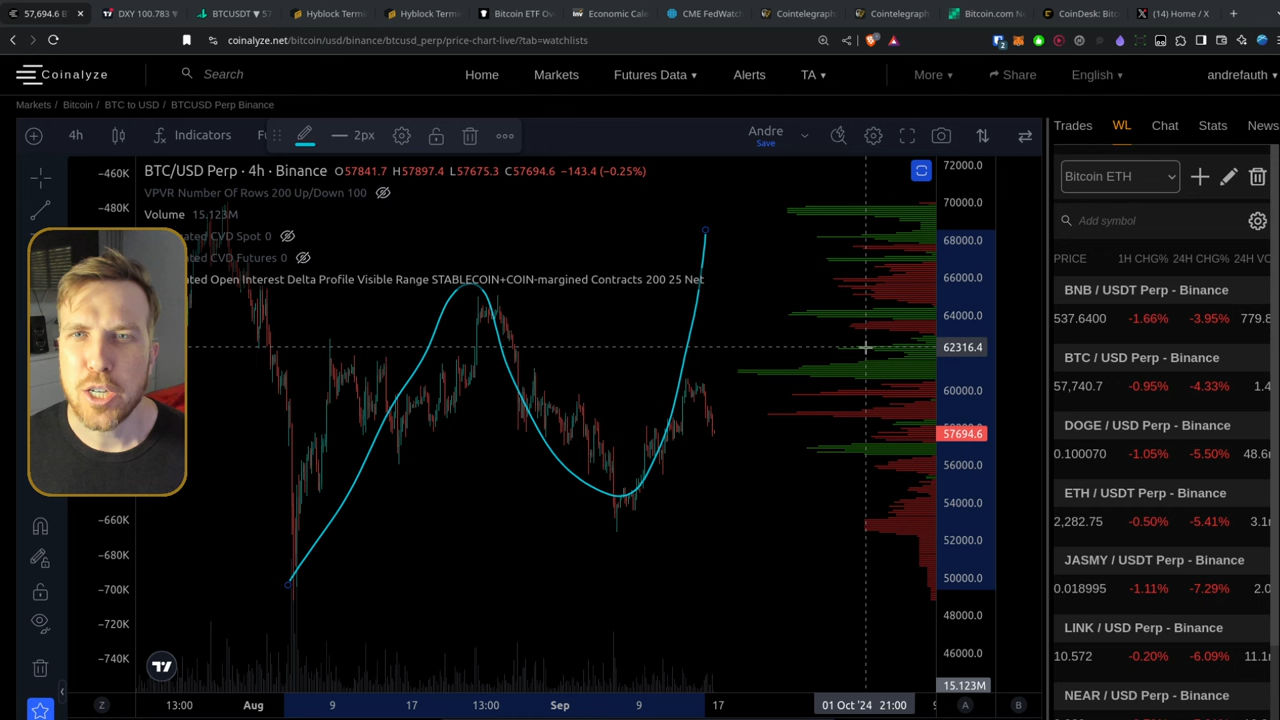 57,694.6 B
DXY 100.783
BTCUSDT ▼ 57
Hyblock Termi
Hyblock Termi
Bitcoin ETF Ov
Economic Cale
CME FedWatch
Cointelegraph
Cointelegraph
Bitcoin.com N
CoinDesk: Bitc
(14) Home / X
coinalyze.net/bitcoin/usd/binance/btcusd_perp/price-chart-live/?tab=watchlists
Coinalyze
Search
Home
Markets
Futures Data
Alerts
TA
More
Share
English
andrefauth
Markets / Bitcoin / BTC to USD / BTCUSD Perp Binance
4h
Indicators
2px
Andre
Save
Trades
WL
Chat
Stats
News
BTC/USD Perp · 4h · Binance O57841.7 H57897.4 L57675.3 C57694.6 −143.4 (−0.25%)
VPVR Number Of Rows 200 Up/Down 100
Volume 15.123M
ated CVD Spot 0
ated CVD Futures 0
ated Open Interest Delta Profile Visible Range STABLECOIN+COIN-margined Contracts 200 25 Net
−460K
−480K
−660K
−680K
−700K
−720K
−740K
72000.0
70000.0
68000.0
66000.0
64000.0
62316.4
60000.0
57694.6
56000.0
54000.0
52000.0
50000.0
48000.0
46000.0
15.123M
Z
13:00
Aug
9
17
13:00
Sep
9
17
01 Oct '24 21:00
A
B
Bitcoin ETH
Add symbol
PRICE 1H CHG% 24H CHG% 24H VO
BNB / USDT Perp - Binance
537.6400 -1.66% -3.95% 779.8
BTC / USDT Perp - Binance
57,740.7 -0.95% -4.33% 1.4
DOGE / USD Perp - Binance
0.100070 -1.05% -5.50% 48.6
ETH / USDT Perp - Binance
2,282.75 -0.50% -5.41% 3.1
JASMY / USDT Perp - Binance
0.018995 -1.11% -7.29% 2.0
LINK / USD Perp - Binance
10.572 -0.20% -6.09% 11.1
NEAR / USD Perp - Binance